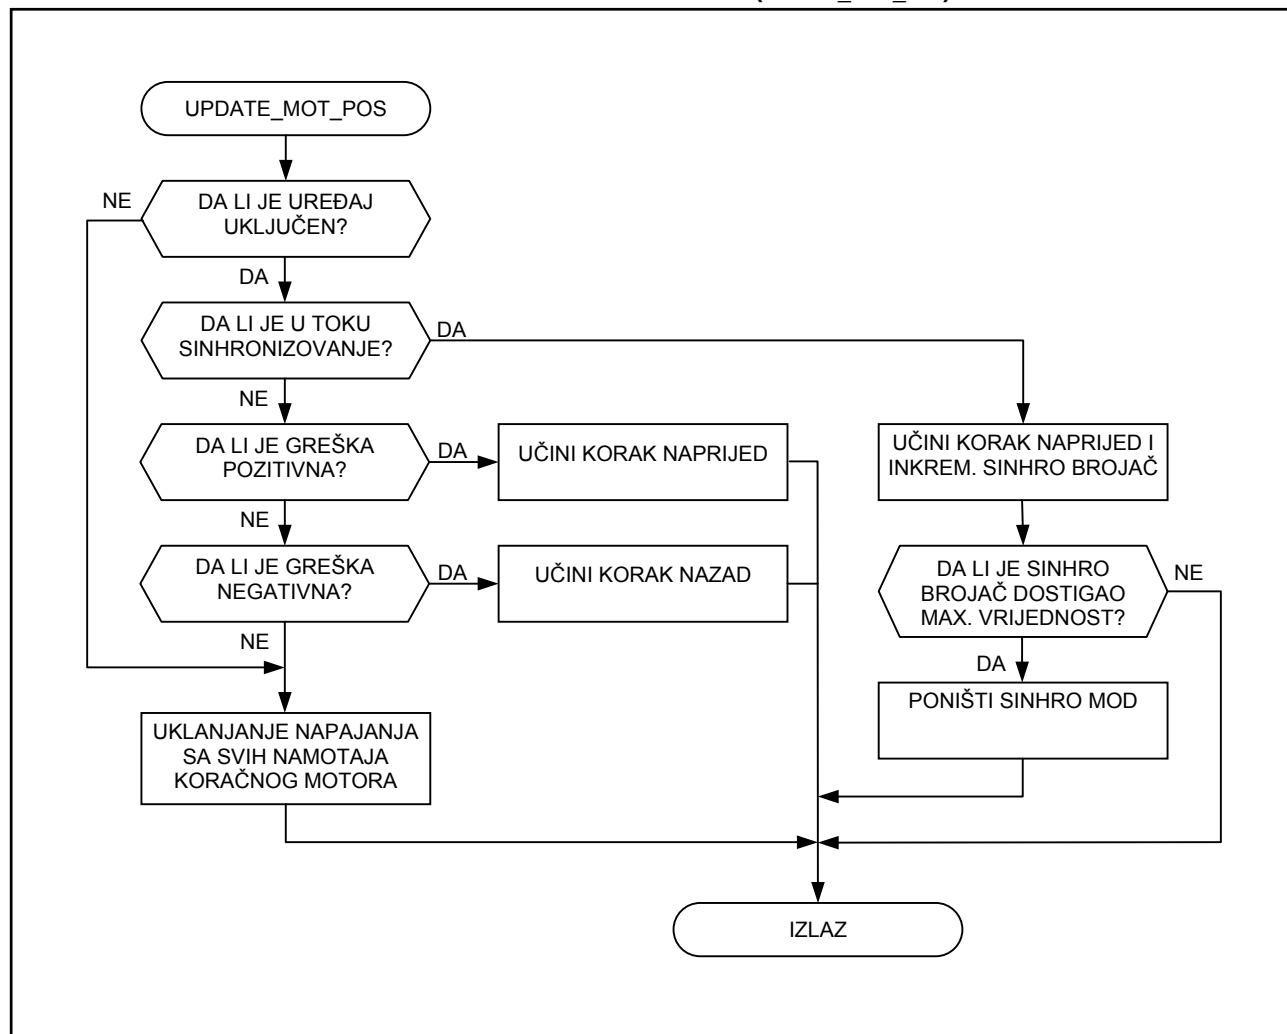 UPDATE_MOT_POS
NE
DA LI JE UREĐAJ
UKLJUČEN?
DA
DA LI JE U TOKU
SINHRONIZOVANJE?
DA
NE
DA LI JE GREŠKA
POZITIVNA?
DA
UČINI KORAK NAPRIJED
UČINI KORAK NAPRIJED I
INKREM. SINHRO BROJAČ
NE
DA LI JE GREŠKA
NEGATIVNA?
DA
UČINI KORAK NAZAD
DA LI JE SINHRO
BROJAČ DOSTIGAO
MAX. VRIJEDNOST?
NE
NE
DA
PONIŠTI SINHRO MOD
UKLANJANJE NAPAJANJA
SA SVIH NAMOTAJA
KORAČNOG MOTORA
IZLAZ